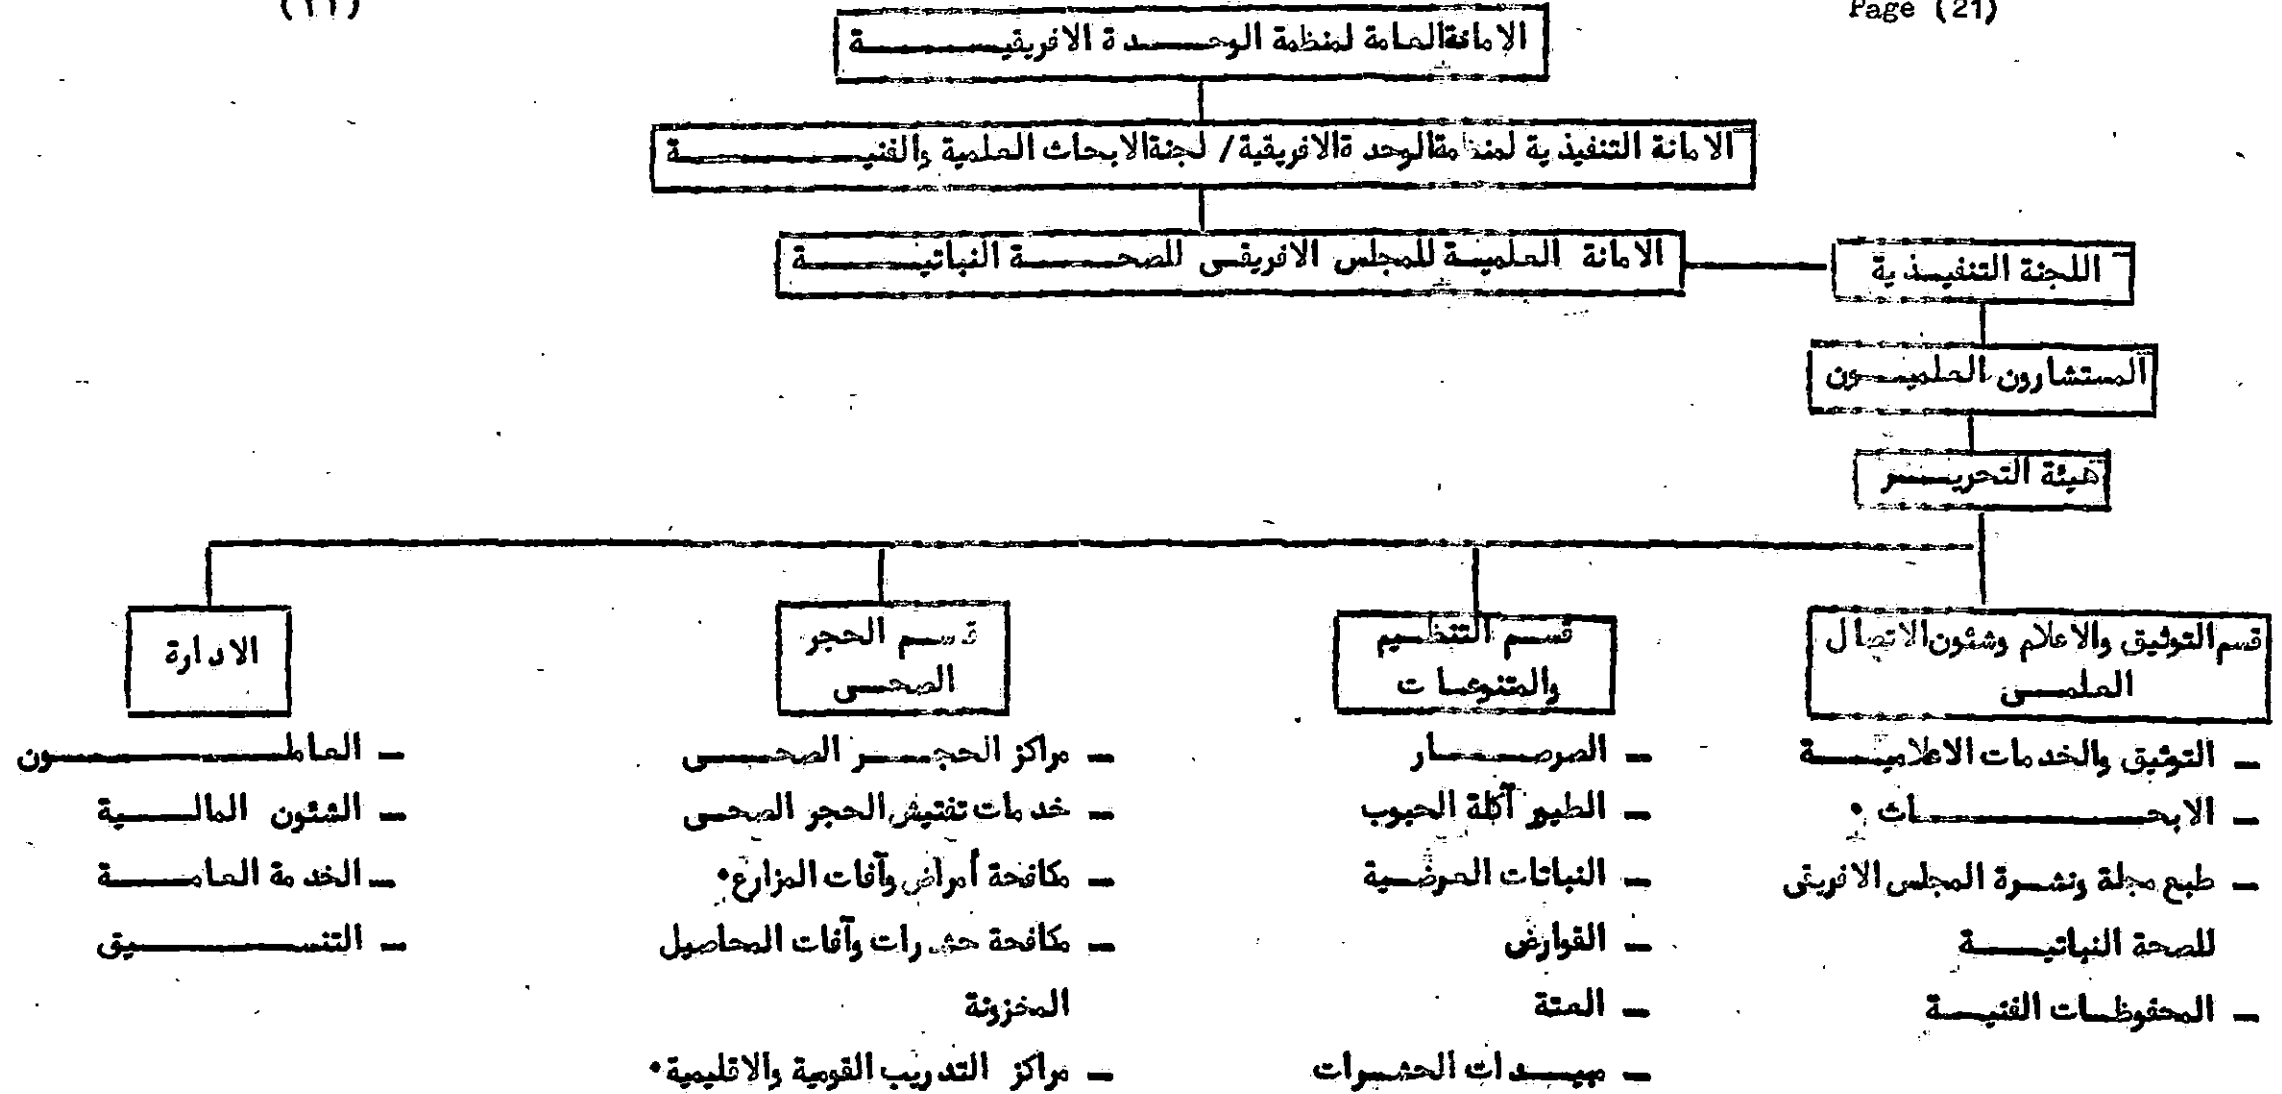 (٢١)
Page (21)
الامانة العامة لمنظمة الوحدة الافريقية
الامانة التنفيذية لمنظمة الوحدة الافريقية / لجنة الابحاث العلمية والفنية
الامانة العلمية للمجلس الافريقى للصحة النباتية
اللجنة التنفيذية
المستشارون العلميون
هيئة التحرير
قسم التوثيق والاعلام وشئون الاتصال
العلمى
- التوثيق والخدمات الاعلامية
- الابحاث .
- طبع مجلة ونشرة المجلس الافريقى
للصحة النباتية
- المحفوظات الفنية
قسم التنظيم
والمتنوعات
- الصرصار
- الطيور آكلة الحبوب
- النباتات العرضية
- القوارض
- العتة
- مبيدات الحشرات
قسم الحجر
الصحى
- مراكز الحجر الصحى
- خدمات تفتيش الحجر الصحى
- مكافحة أمراض وآفات المزارع .
- مكافحة حشرات وآفات المحاصيل
المخزونة
- مراكز التدريب القومية والاقليمية .
الادارة
- العاملون
- الشئون المالية
- الخدمة العامة
- التنسيق